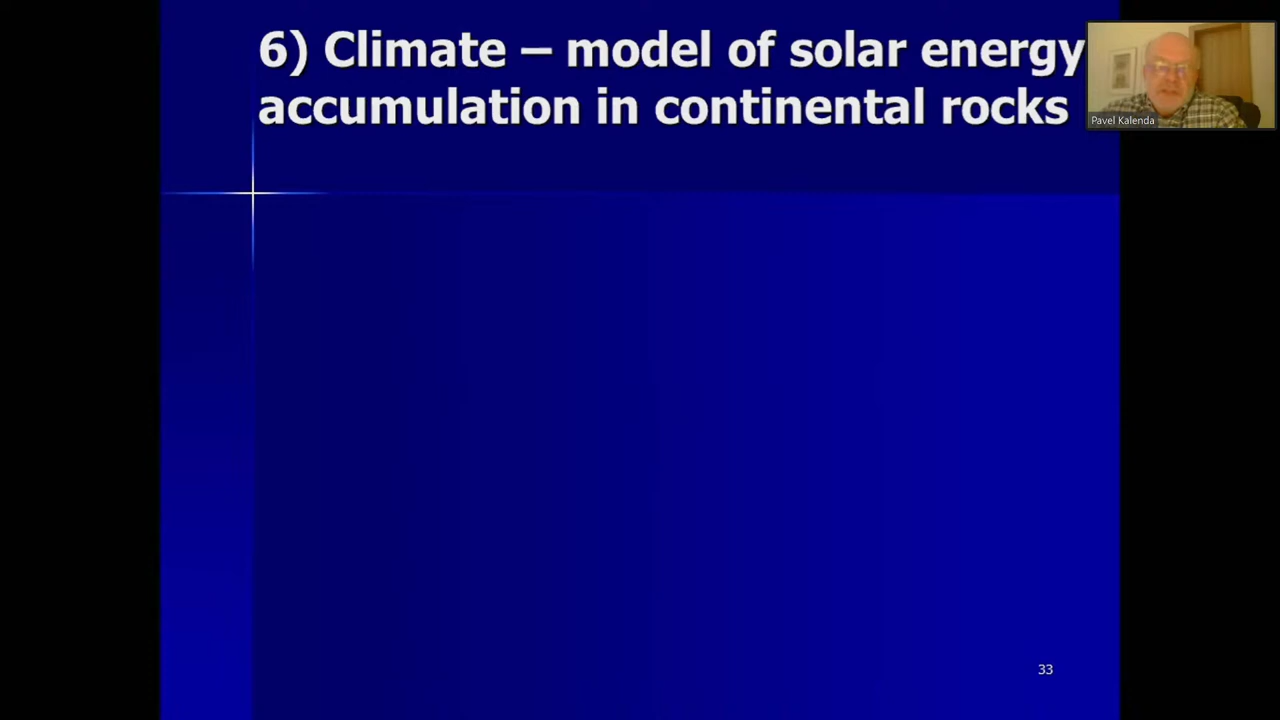 6) Climate – model of solar energy
accumulation in continental rocks
Pavel Kalenda
33